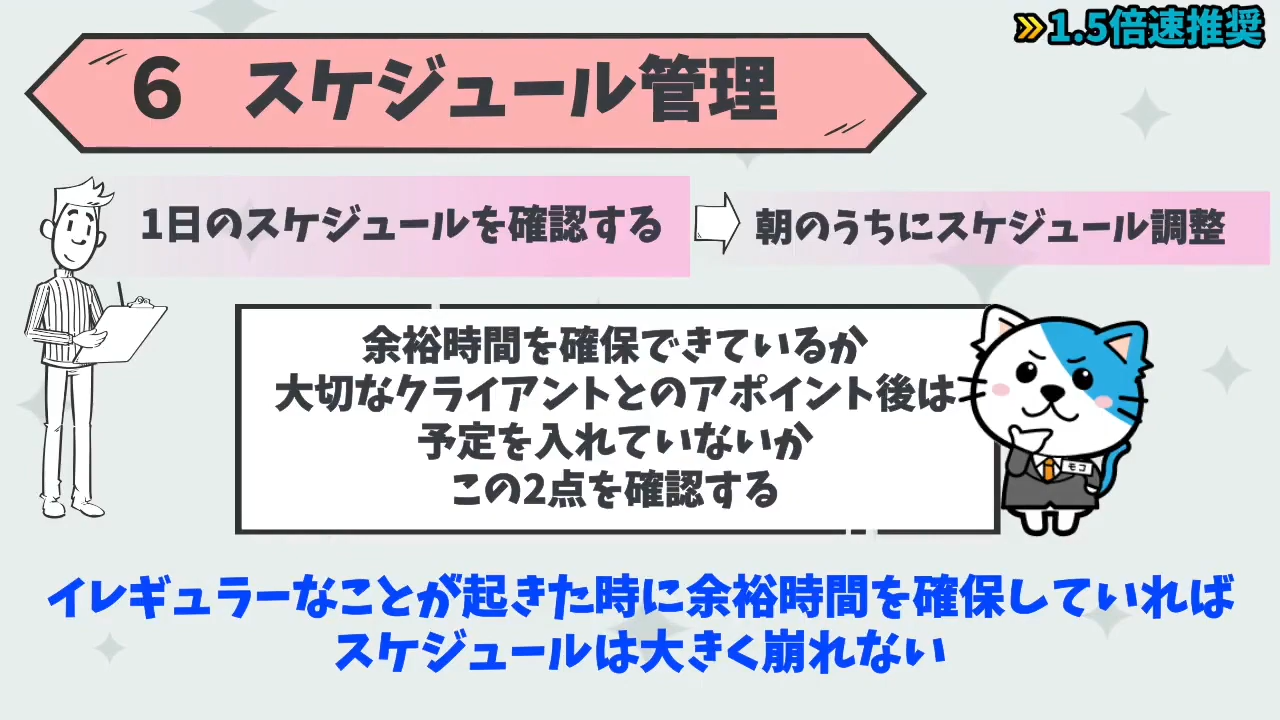 1.5倍速推奨
6 スケジュール管理
1日のスケジュールを確認する
朝のうちにスケジュール調整
余裕時間を確保できているか
大切なクライアントとのアポイント後は
予定を入れていないか
この2点を確認する
モコ
イレギュラーなことが起きた時に余裕時間を確保していれば
スケジュールは大きく崩れない